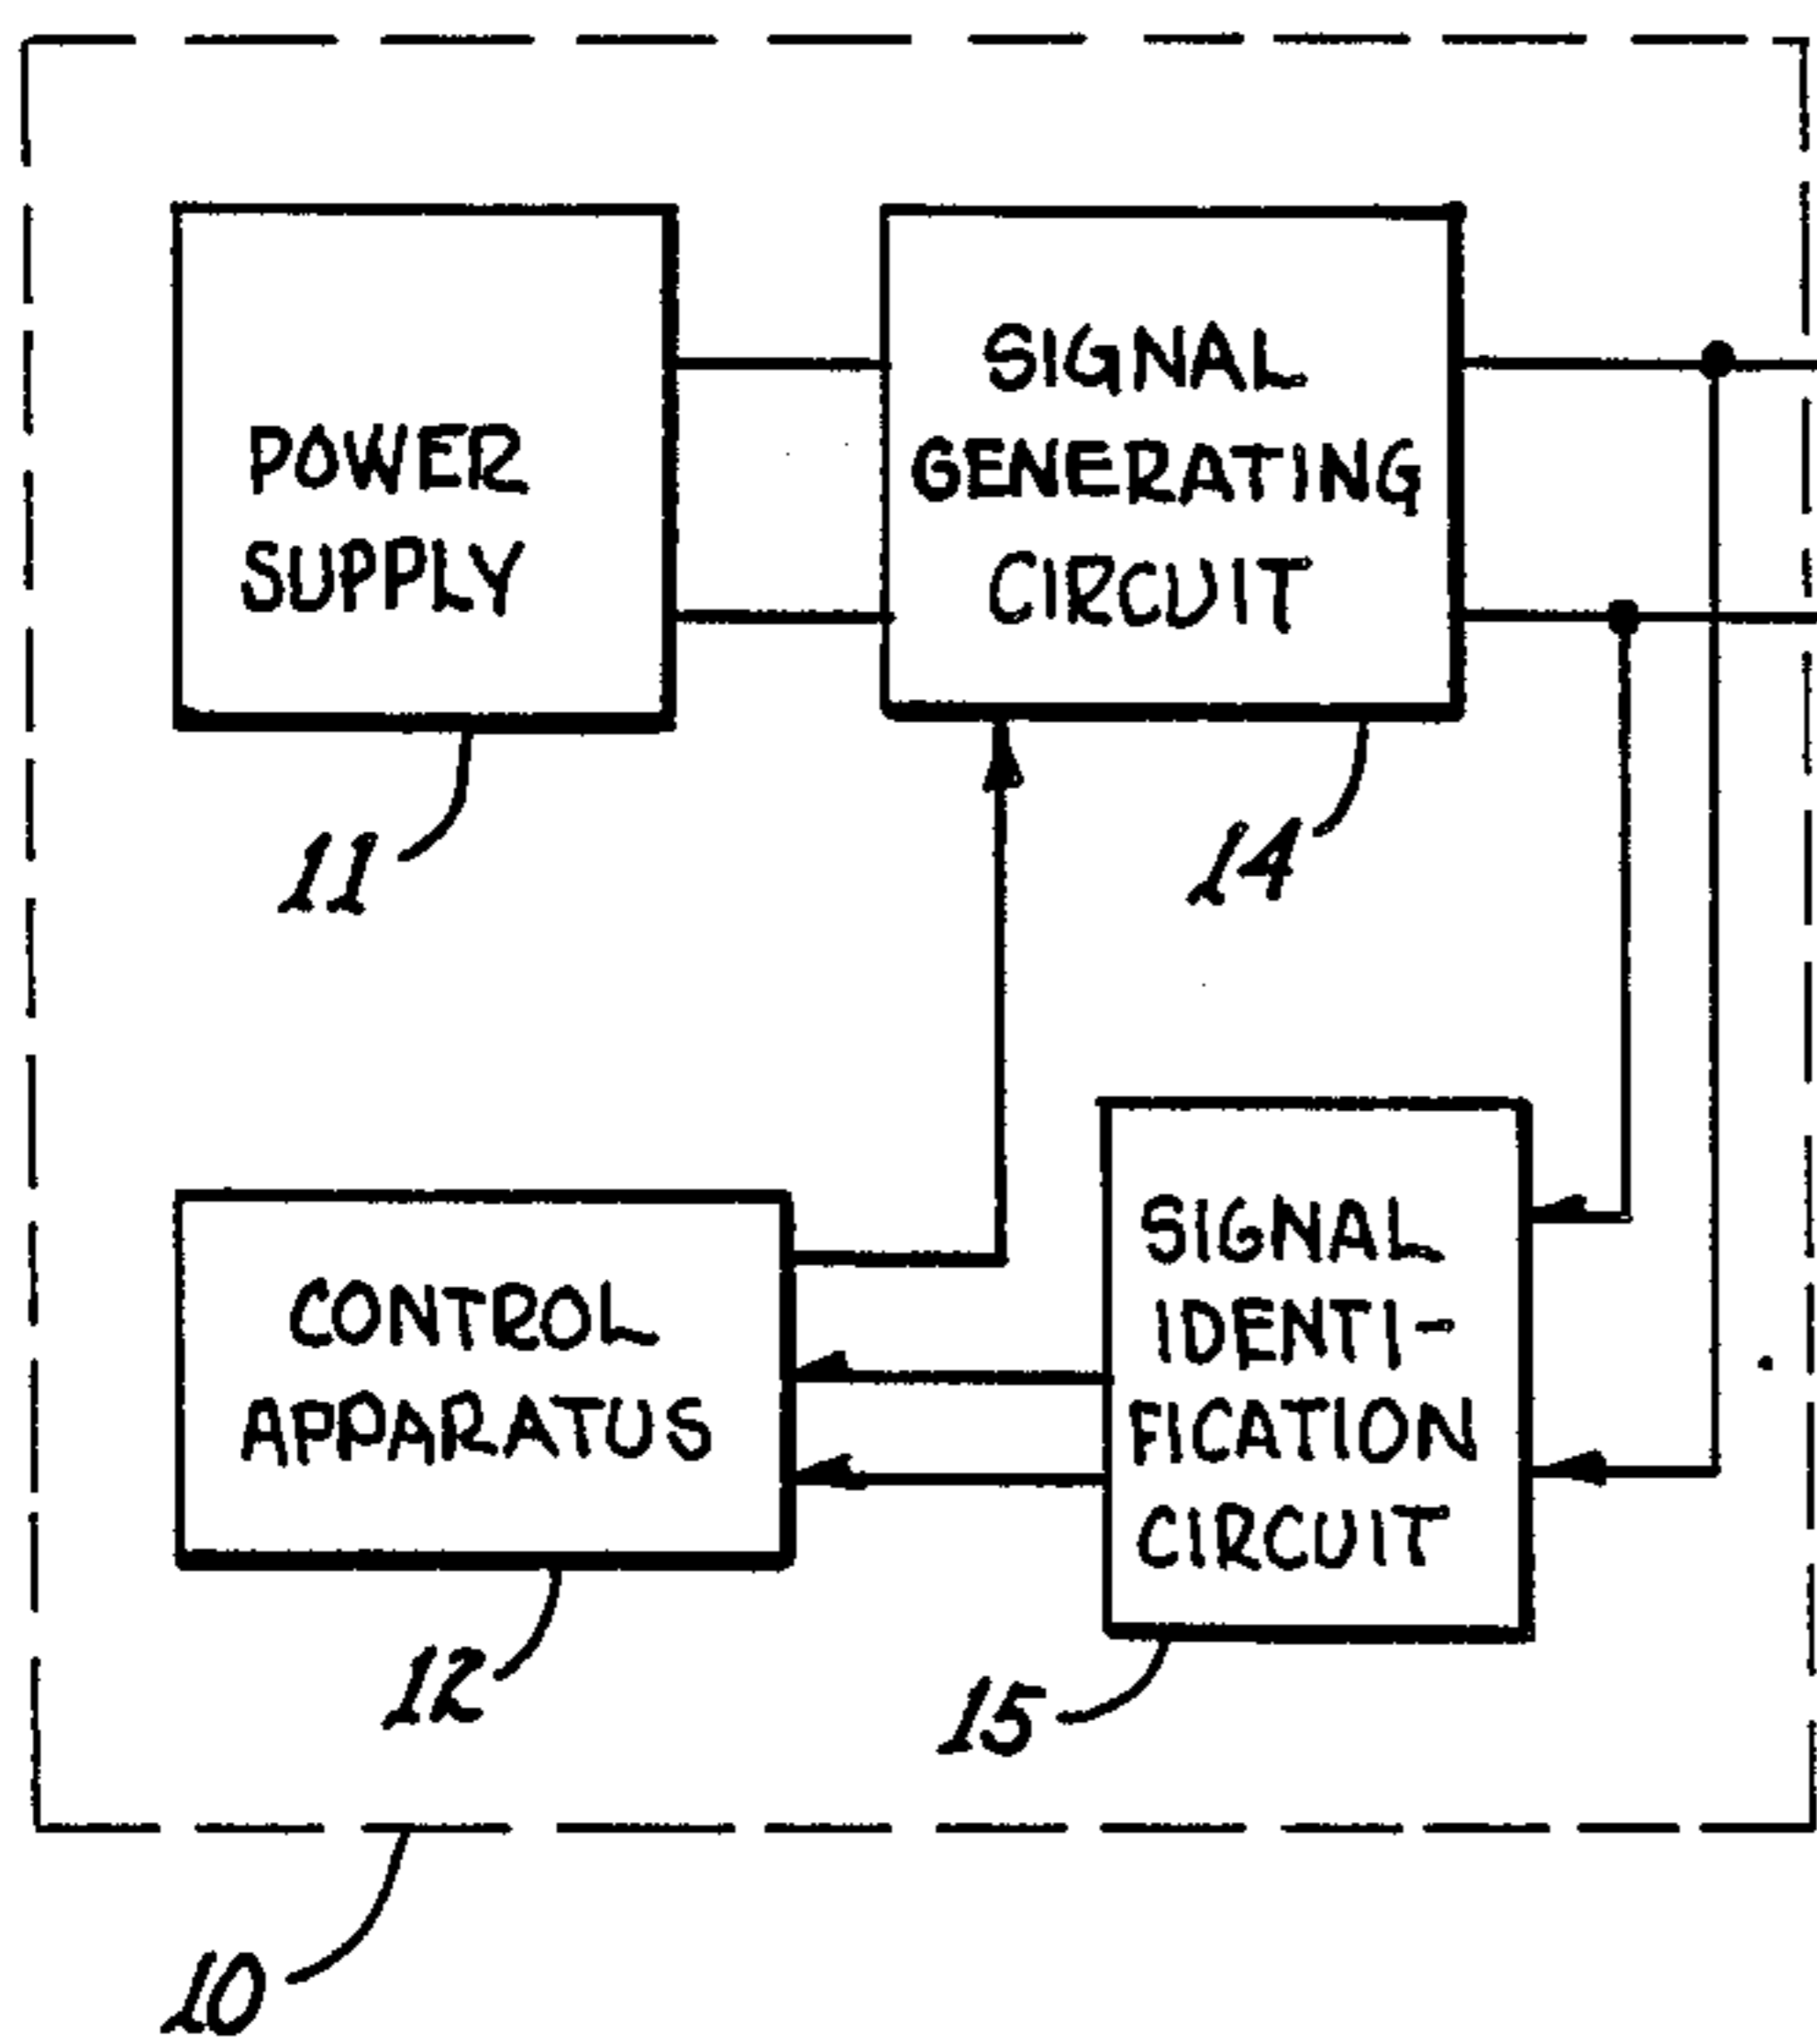 POWER
SUPPLY
SIGNAL
GENERATING
CIRCUIT
11
14
CONTROL
APPARATUS
SIGNAL
IDENTI-
FICATION
CIRCUIT
12
15
10